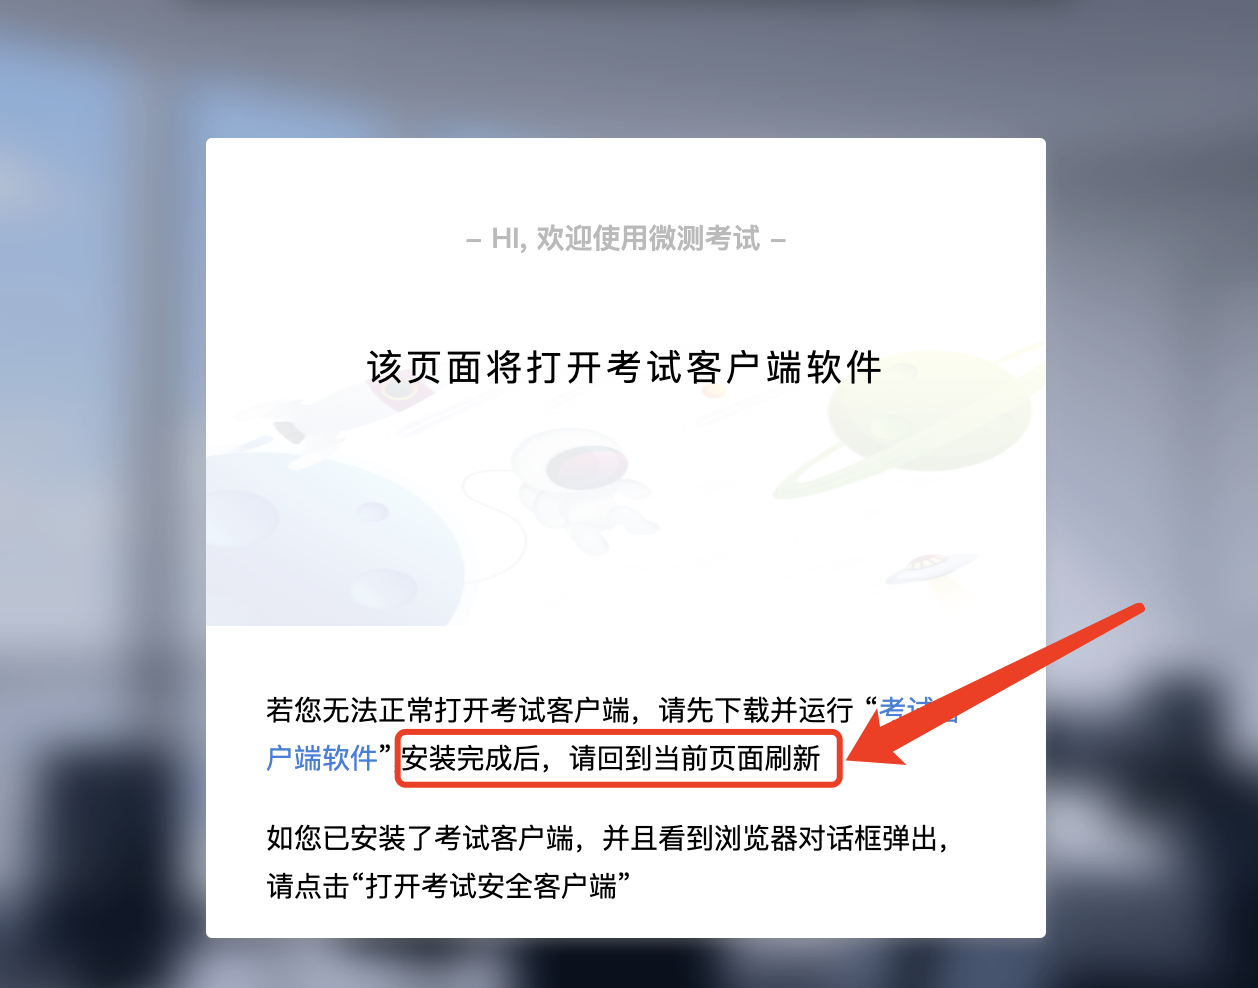 – HI, 欢迎使用微测考试 –
该页面将打开考试客户端软件
若您无法正常打开考试客户端，请先下载并运行 “考试客
户端软件” 安装完成后，请回到当前页面刷新
如您已安装了考试客户端，并且看到浏览器对话框弹出，
请点击“打开考试安全客户端”